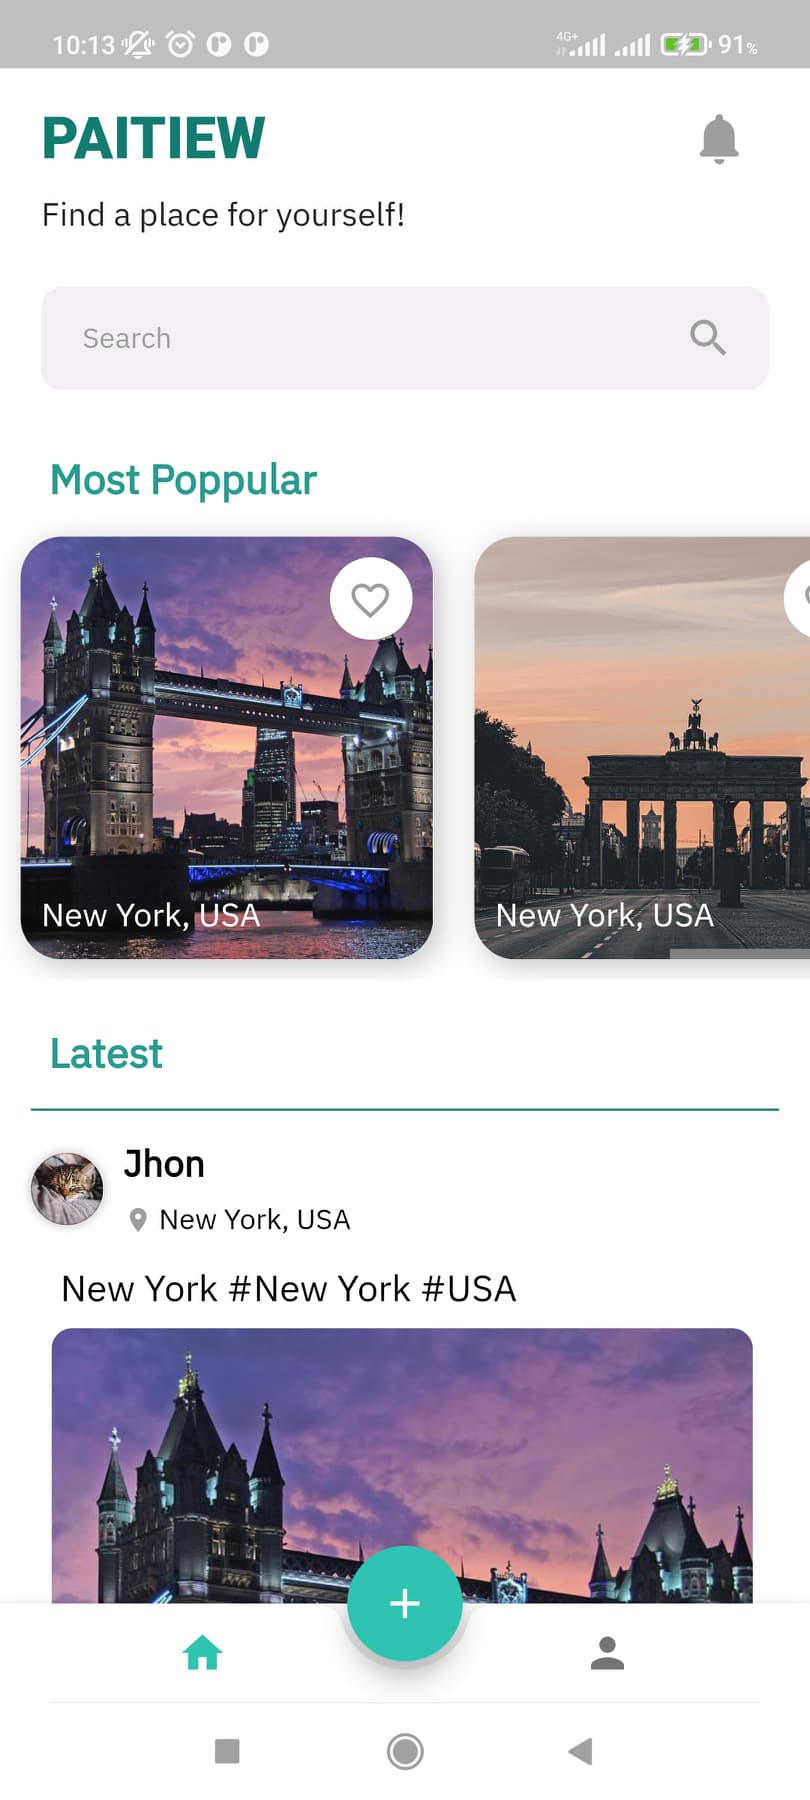 10:13
4G+
91%
PAITIEW
Find a place for yourself!
Search
Most Poppular
New York, USA
New York, USA
Latest
Jhon
New York, USA
New York #New York #USA